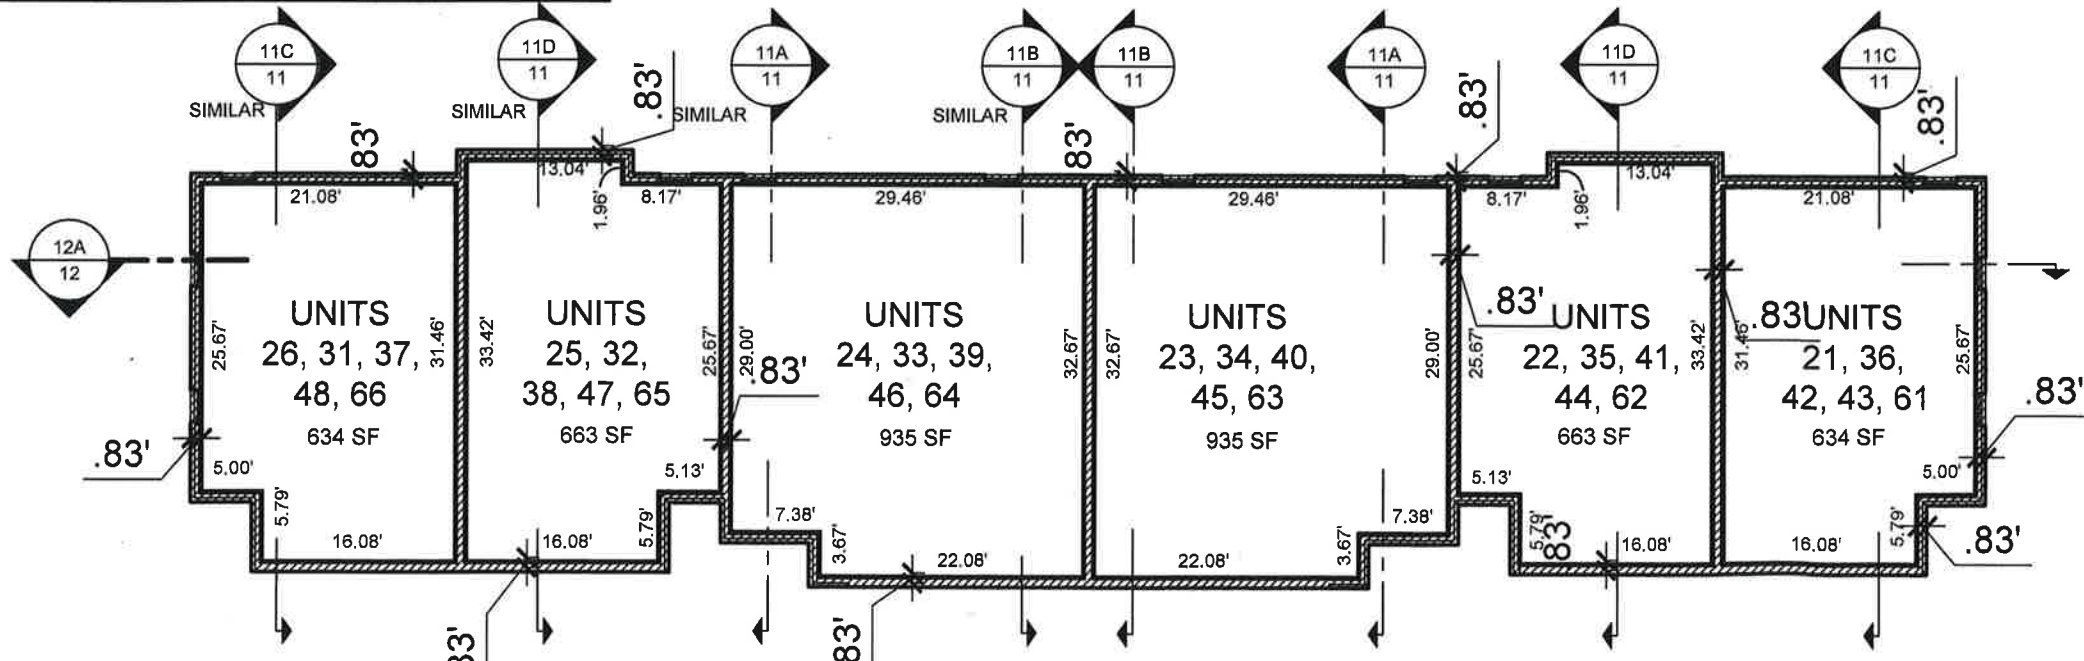 11C
11
SIMILAR
11D
11
SIMILAR
.83'
11A
11
SIMILAR
11B
11
SIMILAR
11B
11
11A
11
.83'
11D
11
11C
11
.83'
.83'
.83'
21.08'
13.04'
1.96'
8.17'
29.46'
29.46'
8.17'
1.96'
13.04'
21.08'
12A
12
UNITS
26, 31, 37,
48, 66
634 SF
25.67'
31.46'
5.00'
5.79'
16.08'
UNITS
25, 32,
38, 47, 65
663 SF
33.42'
25.67'
5.13'
5.79'
16.08'
UNITS
24, 33, 39,
46, 64
935 SF
29.00'
32.67'
.83'
7.38'
3.67'
22.08'
UNITS
23, 34, 40,
45, 63
935 SF
32.67'
29.00'
7.38'
3.67'
22.08'
.83'
UNITS
22, 35, 41,
44, 62
663 SF
25.67'
33.42'
5.13'
5.79'
.83'
16.08'
.83'
UNITS
21, 36,
42, 43, 61
634 SF
31.46'
25.67'
5.00'
5.79'
16.08'
.83'
.83'
.83'
83'
83'